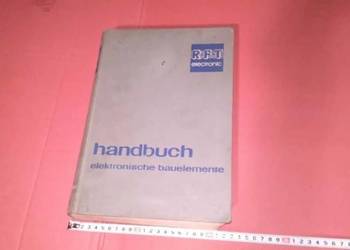 RFT
electronic
handbuch
elektronische bauelemente